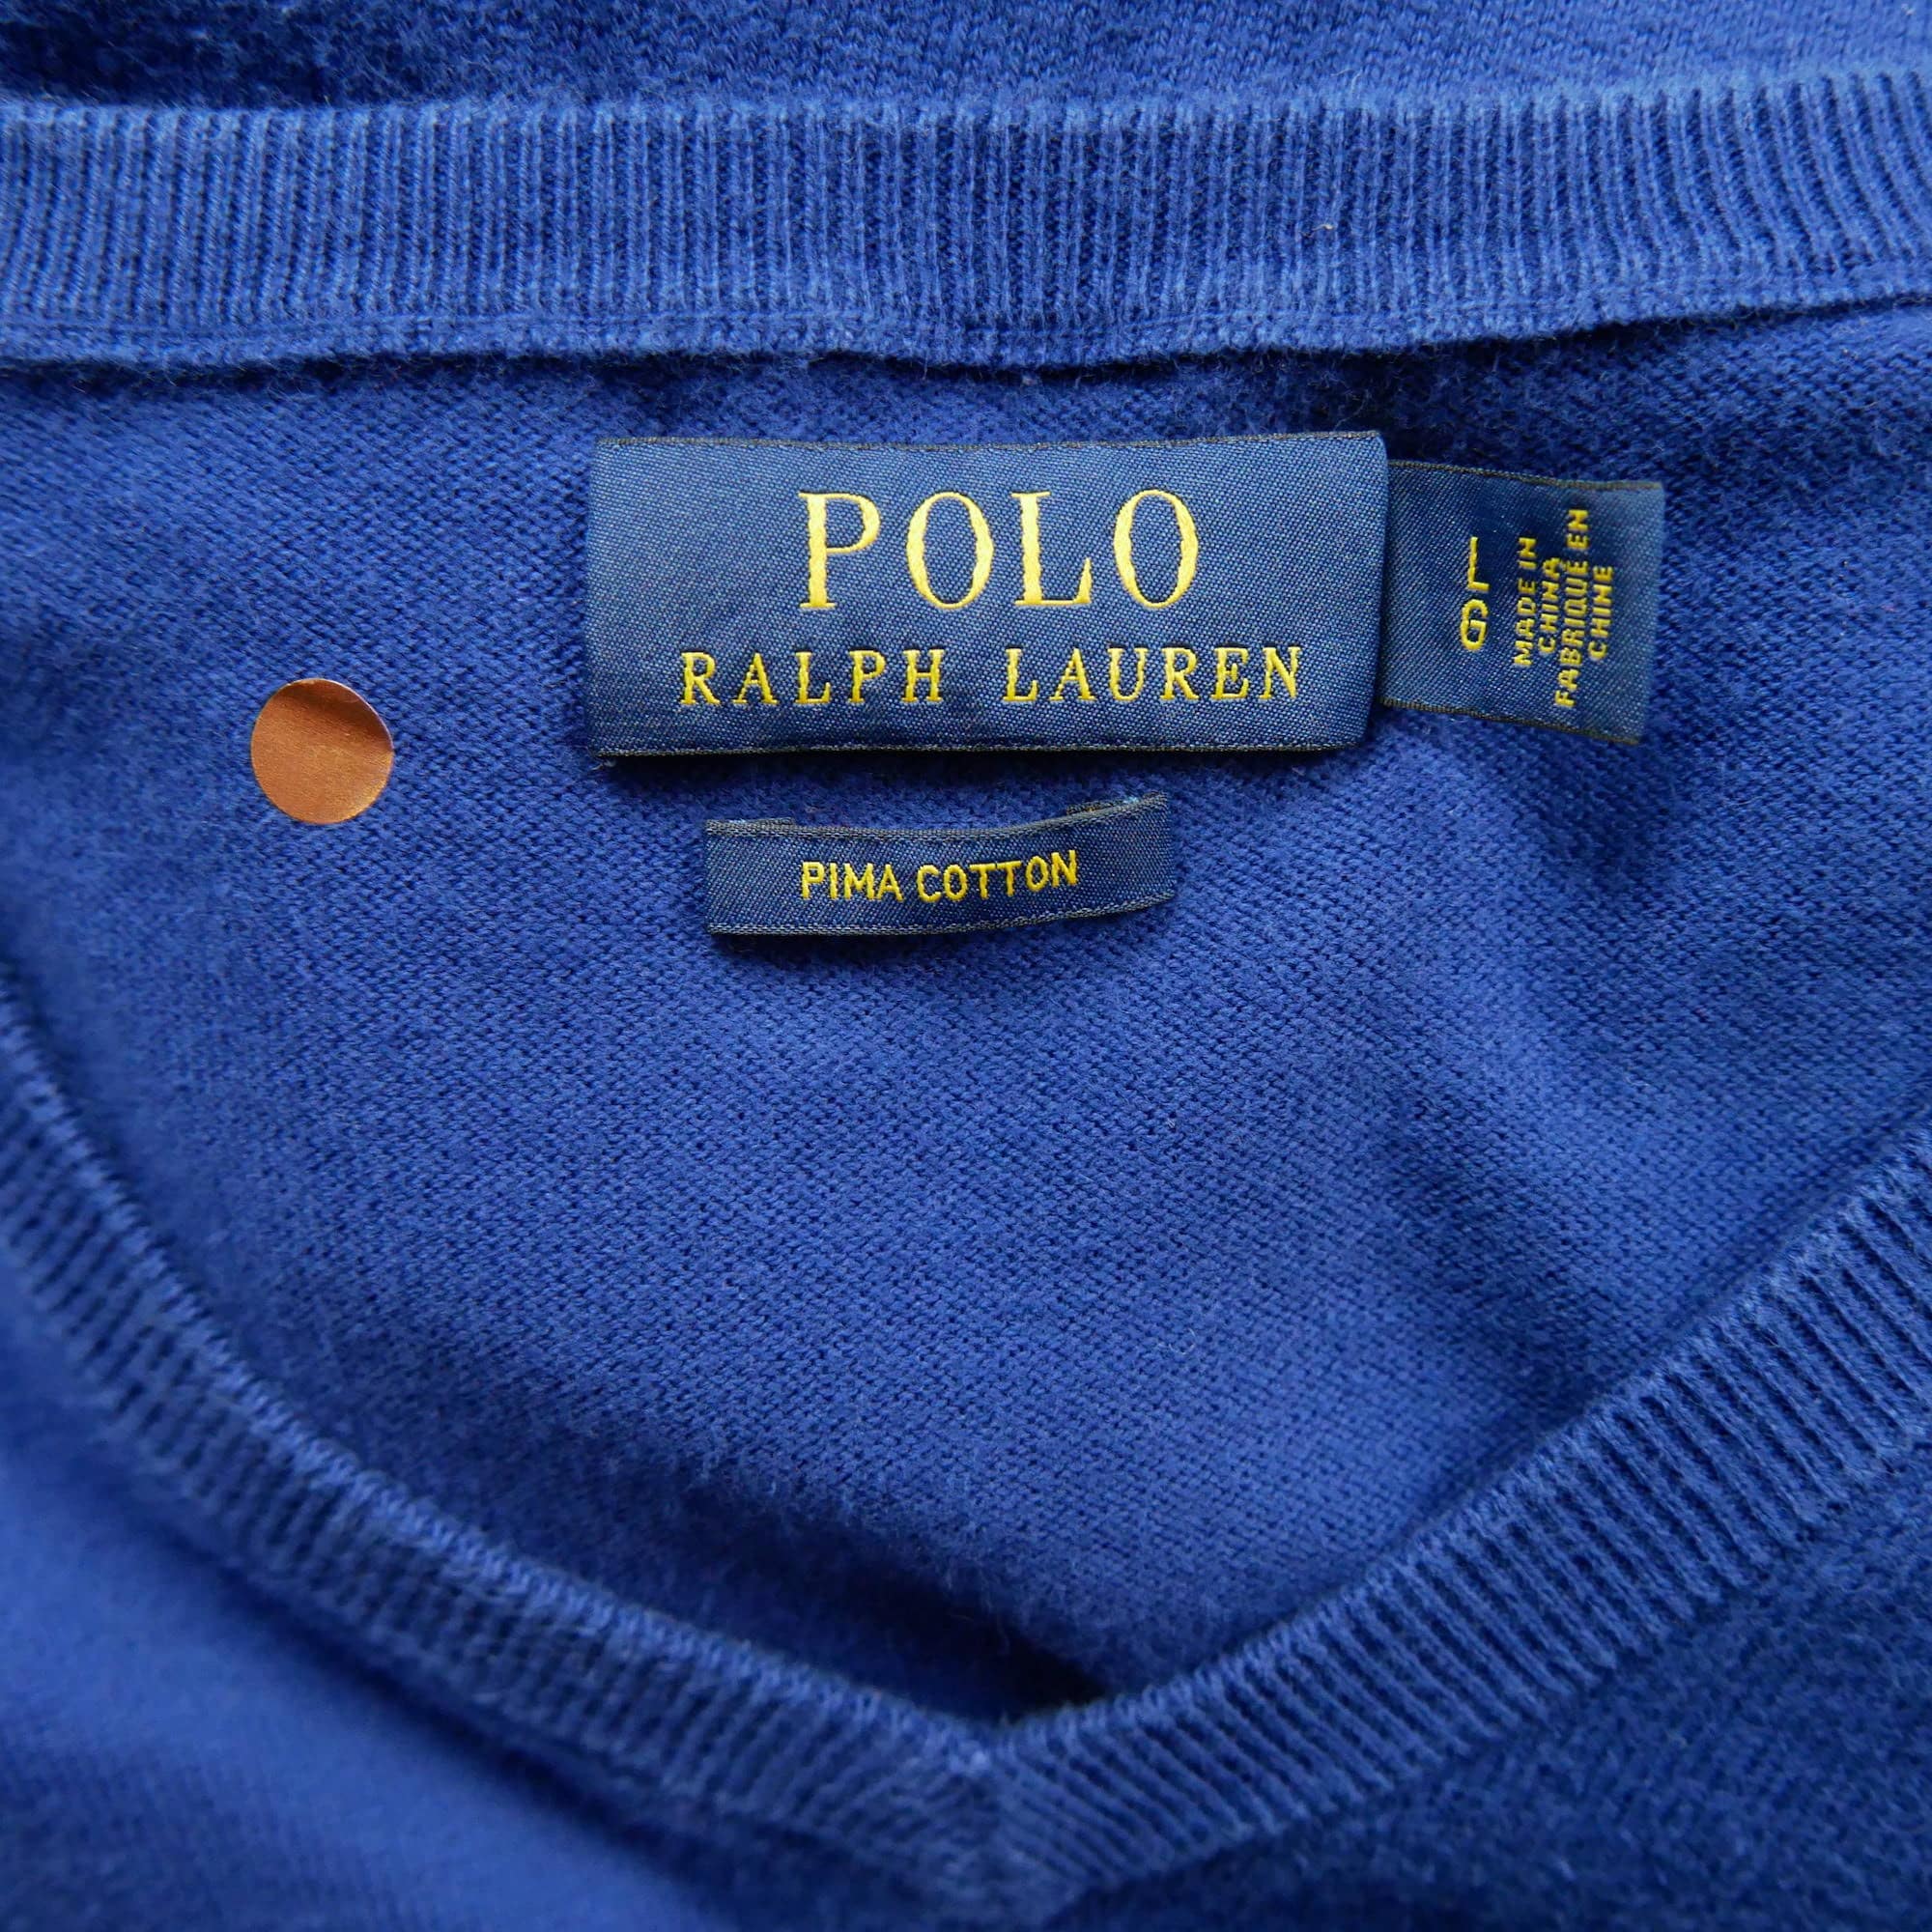 POLO
RALPH LAUREN
L
G
MADE IN
CHINA
FABRIQUÉ EN
CHINE
PIMA COTTON